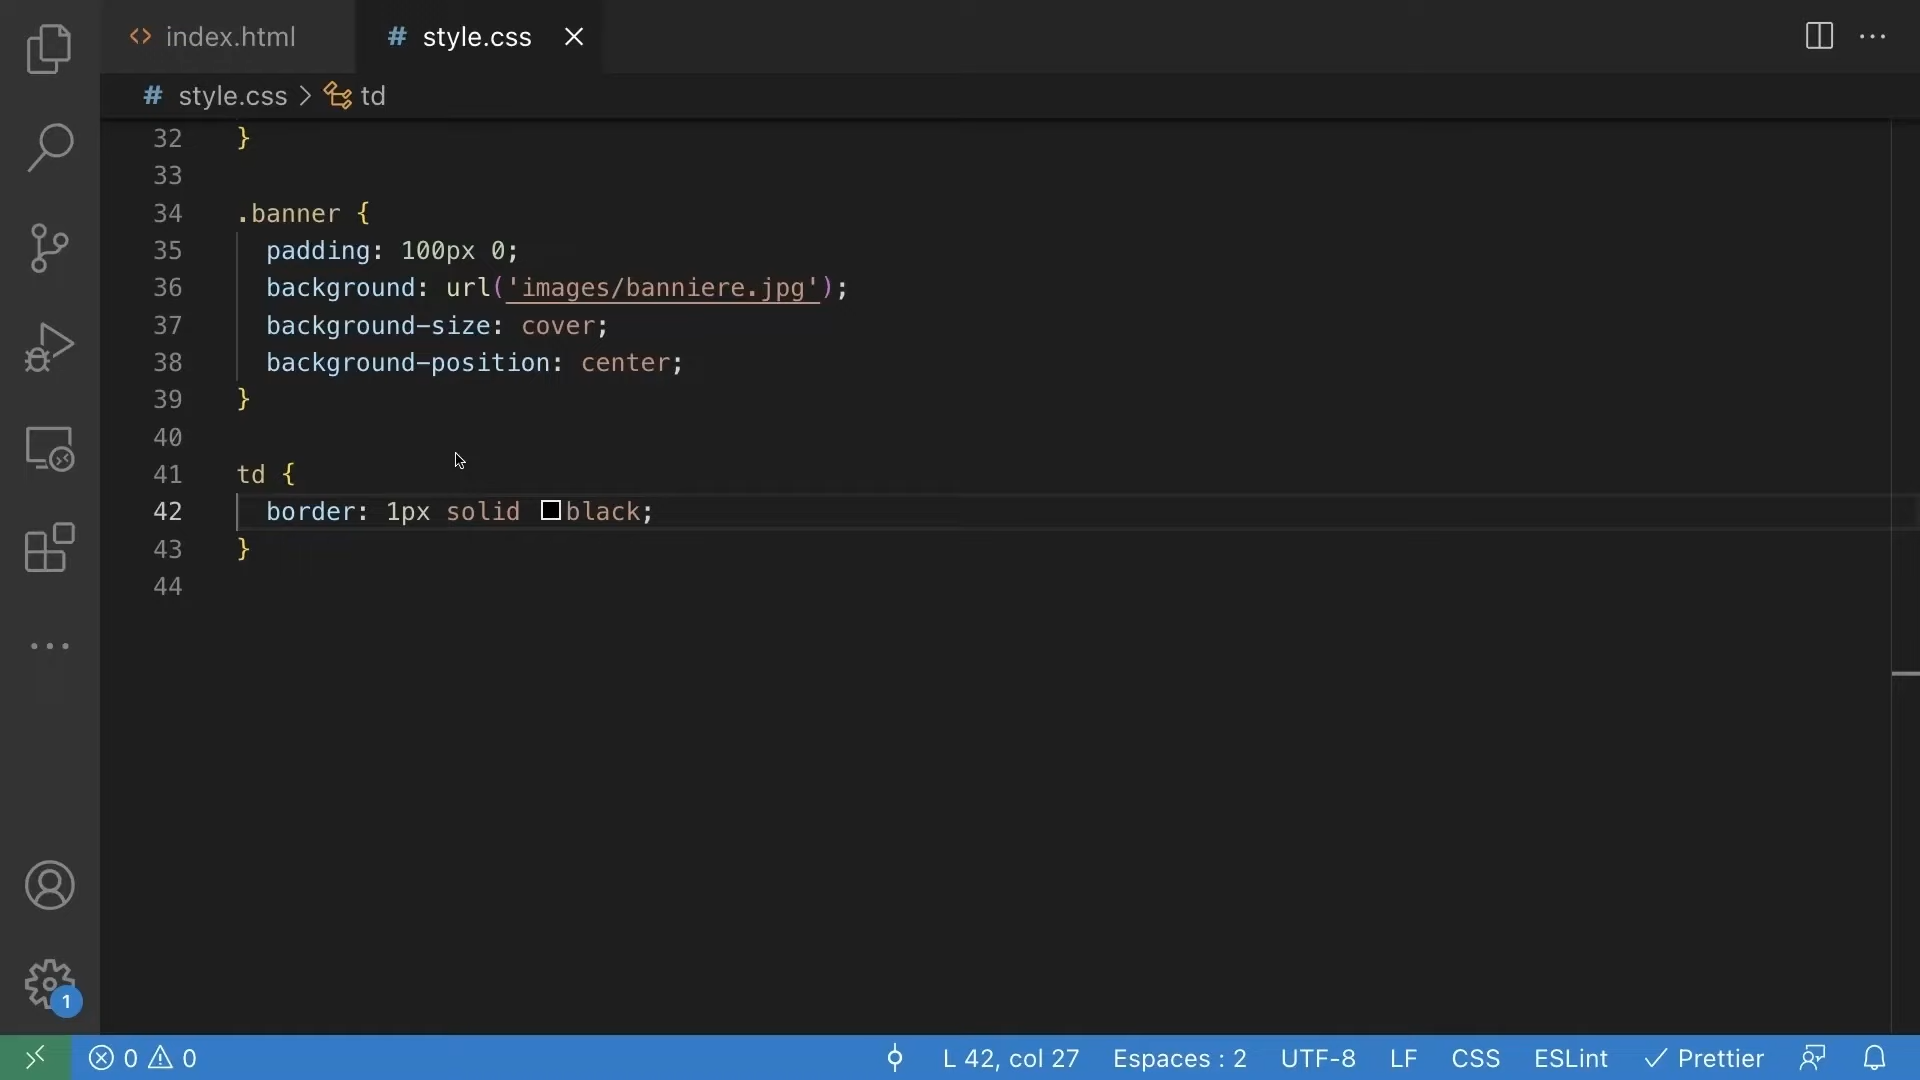 index.html
style.css
style.css > td
32 }
33
34 .banner {
35 padding: 100px 0;
36 background: url('images/banniere.jpg');
37 background-size: cover;
38 background-position: center;
39 }
40
41 td {
42 border: 1px solid black;
43 }
44
1
0 0 L 42, col 27 Espaces : 2 UTF-8 LF CSS ESLint Prettier